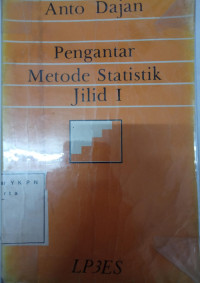 Anto Dajan
Pengantar
Metode Statistik
Jilid I
LP3ES